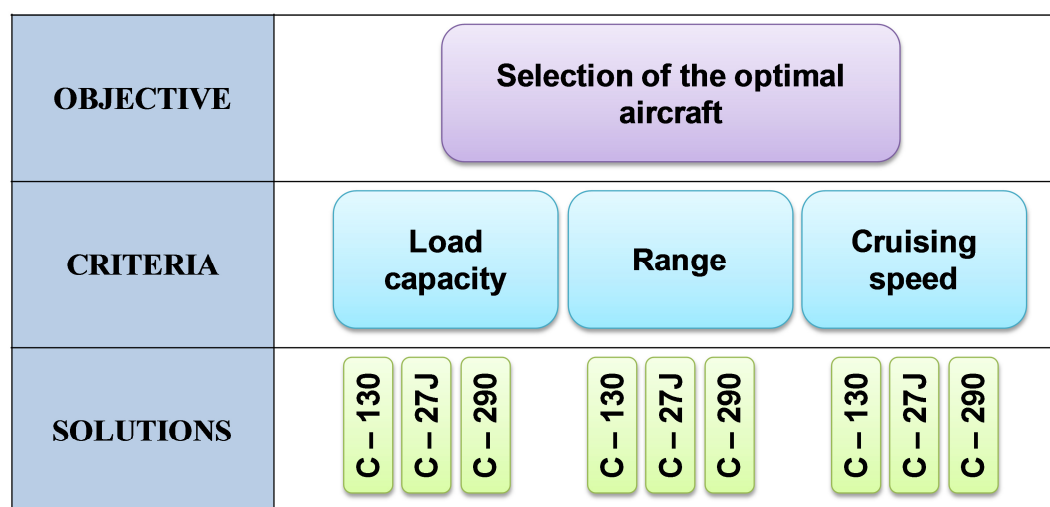 OBJECTIVE
Selection of the optimal
aircraft
CRITERIA
Load
capacity
Range
Cruising
speed
SOLUTIONS
C – 130
C – 27J
C – 290
C – 130
C – 27J
C – 290
C – 130
C – 27J
C – 290